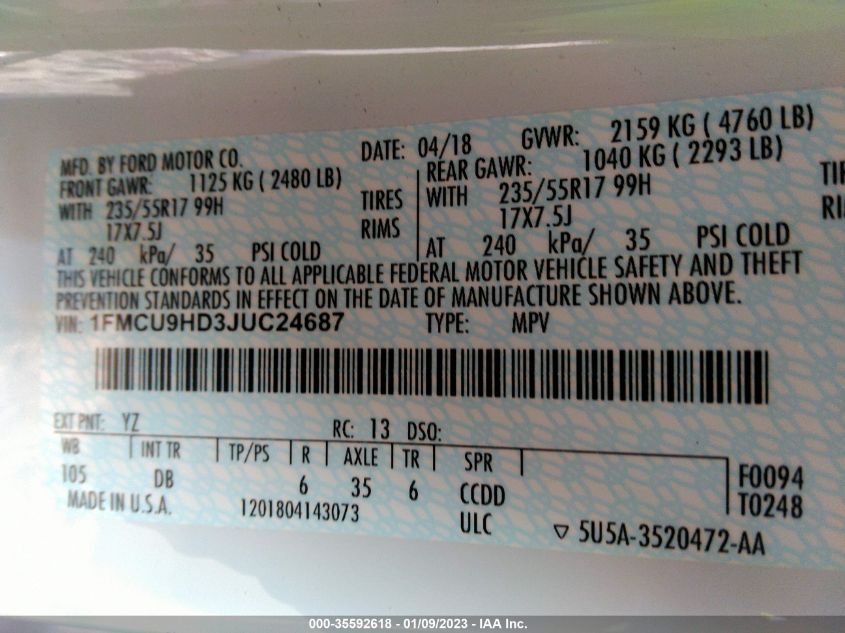 MFD. BY FORD MOTOR CO. DATE: 04/18 GVWR: 2159 KG ( 4760 LB)
FRONT GAWR: 1125 KG ( 2480 LB) REAR GAWR: 1040 KG ( 2293 LB)
WITH 235/55R17 99H TIRES WITH 235/55R17 99H
17X7.5J RIMS 17X7.5J
AT 240 kPa/ 35 PSI COLD AT 240 kPa/ 35 PSI COLD
THIS VEHICLE CONFORMS TO ALL APPLICABLE FEDERAL MOTOR VEHICLE SAFETY AND THEFT
PREVENTION STANDARDS IN EFFECT ON THE DATE OF MANUFACTURE SHOWN ABOVE.
VIN: 1FMCU9HD3JUC24687 TYPE: MPV
EXT PNT: YZ RC: 13 DSO:
WB INT TR TP/PS R AXLE TR SPR
105 DB 6 35 6 CCDD F0094
MADE IN U.S.A. 1201804143073 ULC T0248
▽ 5U5A-3520472-AA
000-35592618 - 01/09/2023 - IAA Inc.